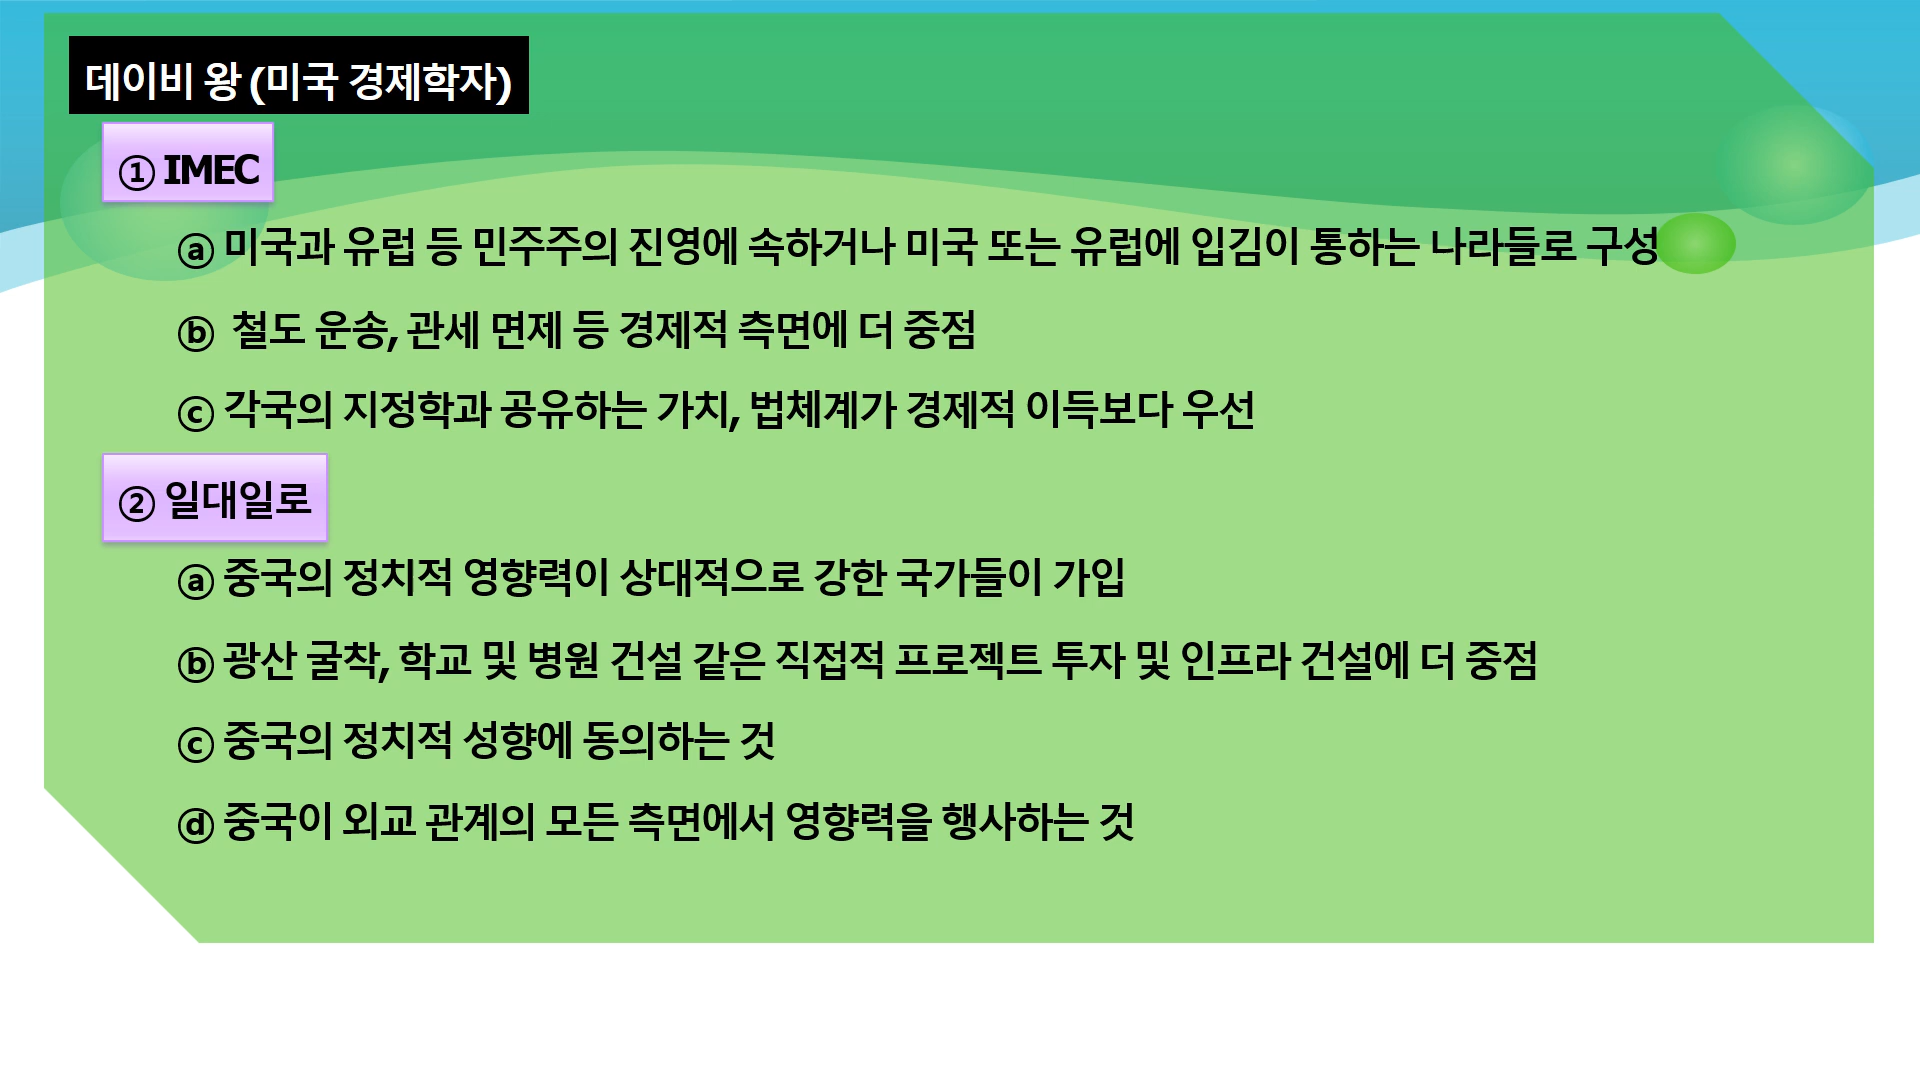 데이비 왕 (미국 경제학자)
① IMEC
ⓐ 미국과 유럽 등 민주주의 진영에 속하거나 미국 또는 유럽에 입김이 통하는 나라들로 구성
ⓑ 철도 운송, 관세 면제 등 경제적 측면에 더 중점
ⓒ 각국의 지정학과 공유하는 가치, 법체계가 경제적 이득보다 우선
② 일대일로
ⓐ 중국의 정치적 영향력이 상대적으로 강한 국가들이 가입
ⓑ 광산 굴착, 학교 및 병원 건설 같은 직접적 프로젝트 투자 및 인프라 건설에 더 중점
ⓒ 중국의 정치적 성향에 동의하는 것
ⓓ 중국이 외교 관계의 모든 측면에서 영향력을 행사하는 것